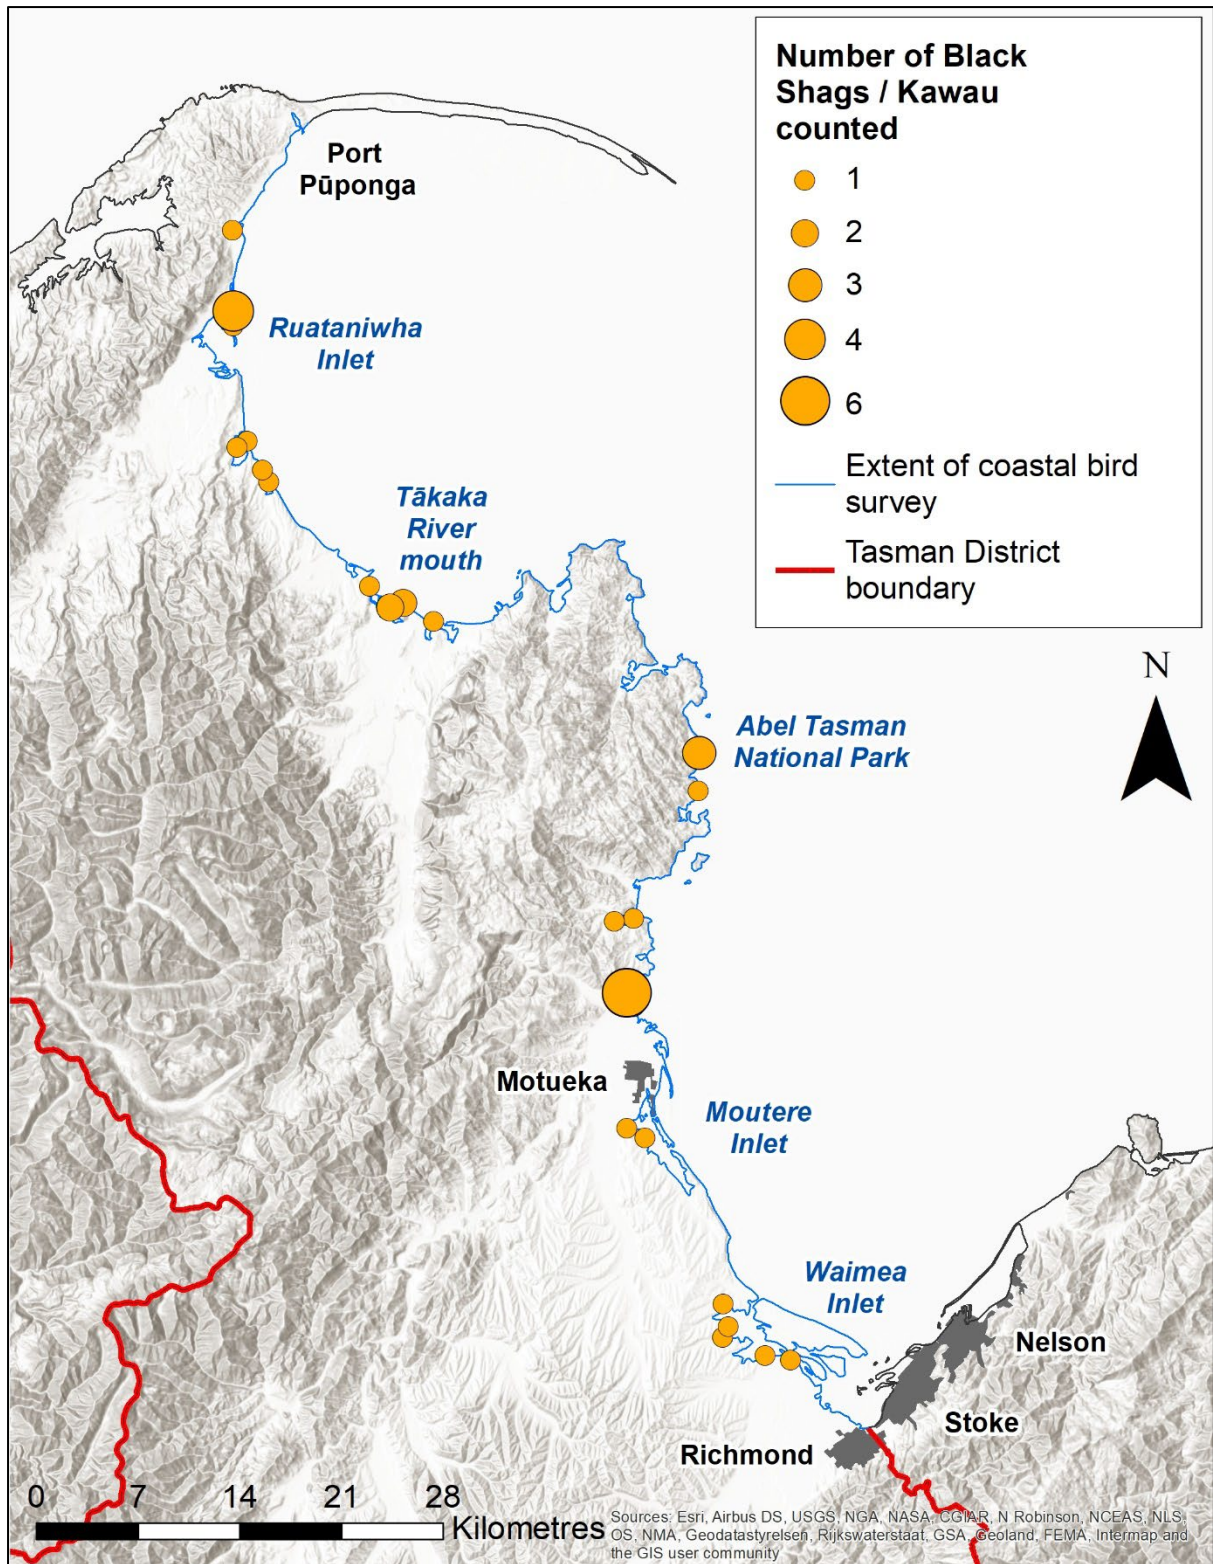 Number of Black
Shags / Kawau
counted
1
2
3
4
6
Extent of coastal bird
survey
Tasman District
boundary
Port
Pūponga
Ruataniwha
Inlet
Tākaka
River
mouth
N
Abel Tasman
National Park
Motueka
Moutere
Inlet
Waimea
Inlet
Nelson
Stoke
Richmond
0 7 14 21 28
Kilometres
Sources: Esri, Airbus DS, USGS, NGA, NASA, CGIAR, N Robinson, NCEAS, NLS,
OS, NMA, Geodatastyrelsen, Rijkswaterstaat, GSA, Geoland, FEMA, Intermap and
the GIS user community